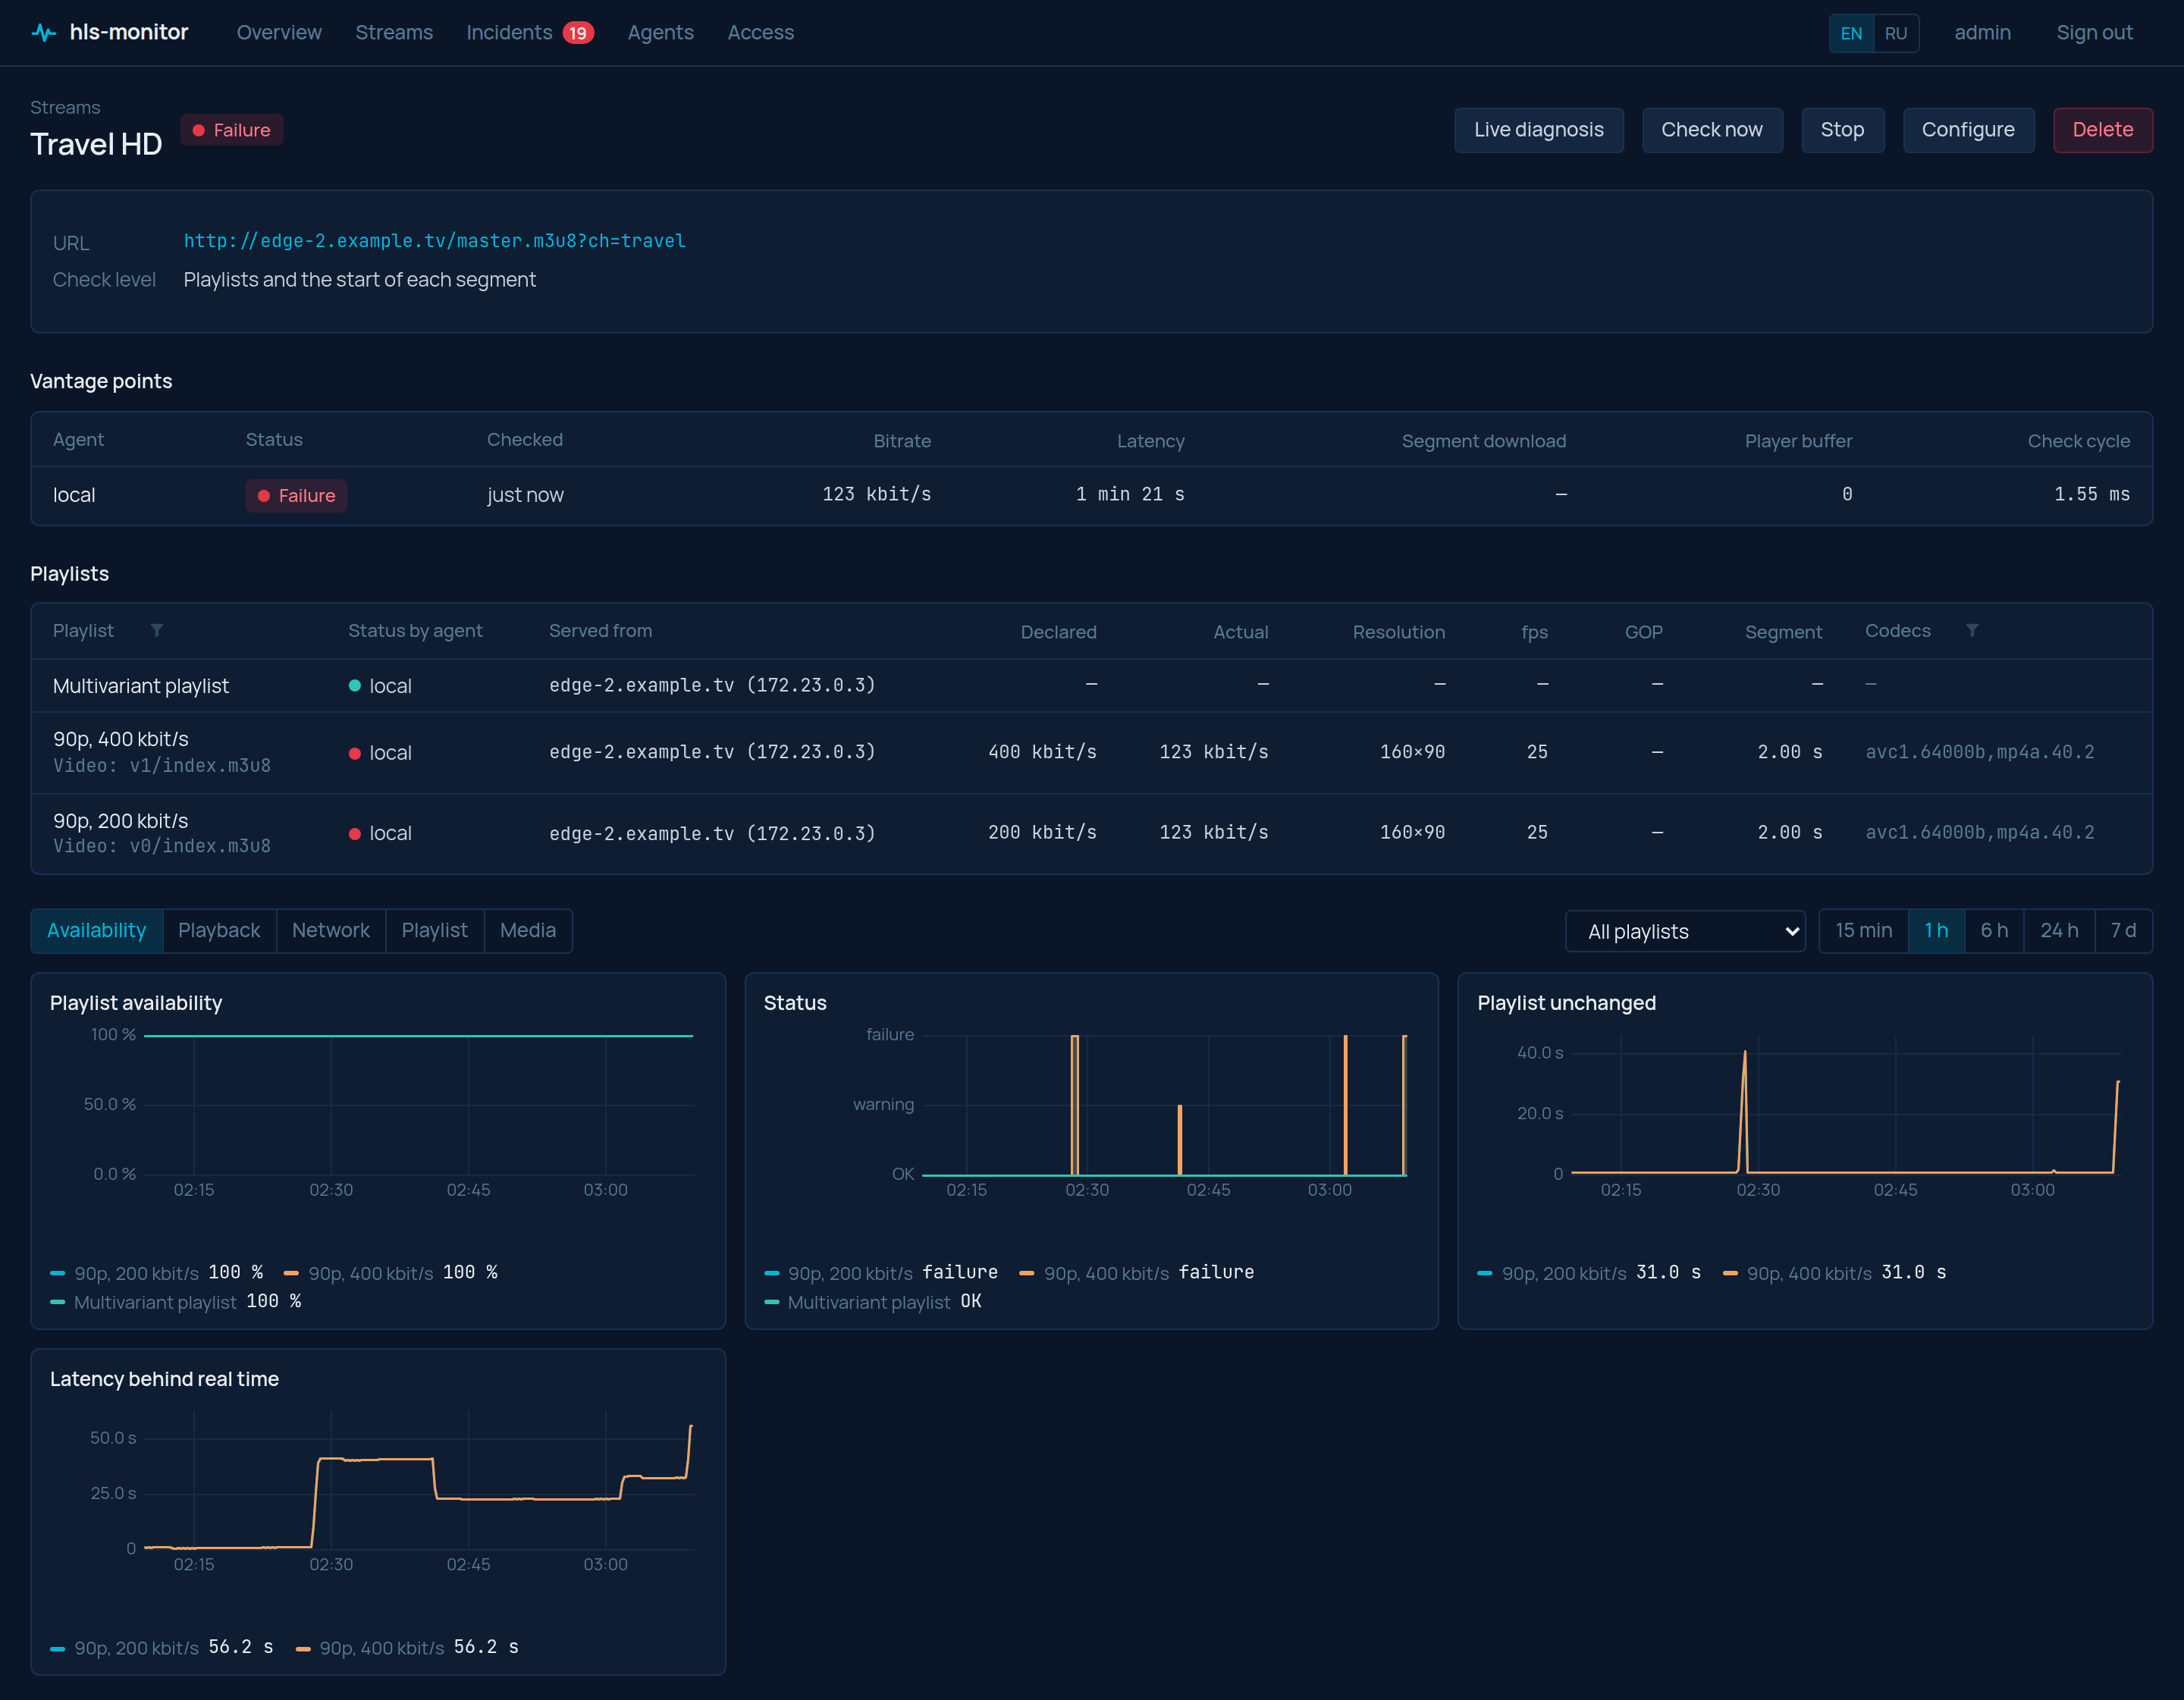 hls-monitor Overview Streams Incidents 19 Agents Access EN RU admin Sign out
Streams
Travel HD Failure Live diagnosis Check now Stop Configure Delete
URL http://edge-2.example.tv/master.m3u8?ch=travel
Check level Playlists and the start of each segment
Vantage points
Agent Status Checked Bitrate Latency Segment download Player buffer Check cycle
local Failure just now 123 kbit/s 1 min 21 s — 0 1.55 ms
Playlists
Playlist Status by agent Served from Declared Actual Resolution fps GOP Segment Codecs
Multivariant playlist local edge-2.example.tv (172.23.0.3) — — — — — — —
90p, 400 kbit/s
Video: v1/index.m3u8 local edge-2.example.tv (172.23.0.3) 400 kbit/s 123 kbit/s 160×90 25 — 2.00 s avc1.64000b,mp4a.40.2
90p, 200 kbit/s
Video: v0/index.m3u8 local edge-2.example.tv (172.23.0.3) 200 kbit/s 123 kbit/s 160×90 25 — 2.00 s avc1.64000b,mp4a.40.2
Availability Playback Network Playlist Media All playlists 15 min 1 h 6 h 24 h 7 d
Playlist availability
100 %
50.0 %
0.0 %
02:15 02:30 02:45 03:00
90p, 200 kbit/s 100 % 90p, 400 kbit/s 100 %
Multivariant playlist 100 %
Status
failure
warning
OK
02:15 02:30 02:45 03:00
90p, 200 kbit/s failure 90p, 400 kbit/s failure
Multivariant playlist OK
Playlist unchanged
40.0 s
20.0 s
0
02:15 02:30 02:45 03:00
90p, 200 kbit/s 31.0 s 90p, 400 kbit/s 31.0 s
Latency behind real time
50.0 s
25.0 s
0
02:15 02:30 02:45 03:00
90p, 200 kbit/s 56.2 s 90p, 400 kbit/s 56.2 s